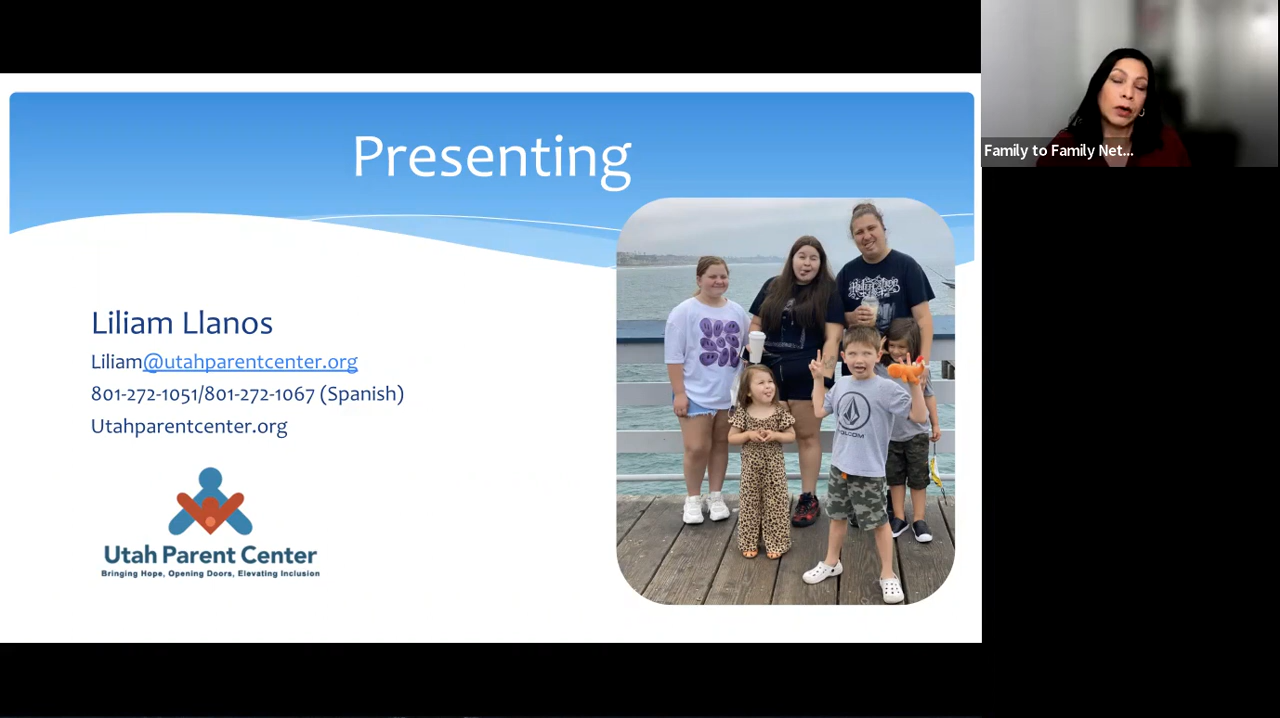 Presenting
Liliam Llanos
Liliam@utahparentcenter.org
801-272-1051/801-272-1067 (Spanish)
Utahparentcenter.org
Utah Parent Center
Bringing Hope, Opening Doors, Elevating Inclusion
Family to Family Net...
VOLCOM